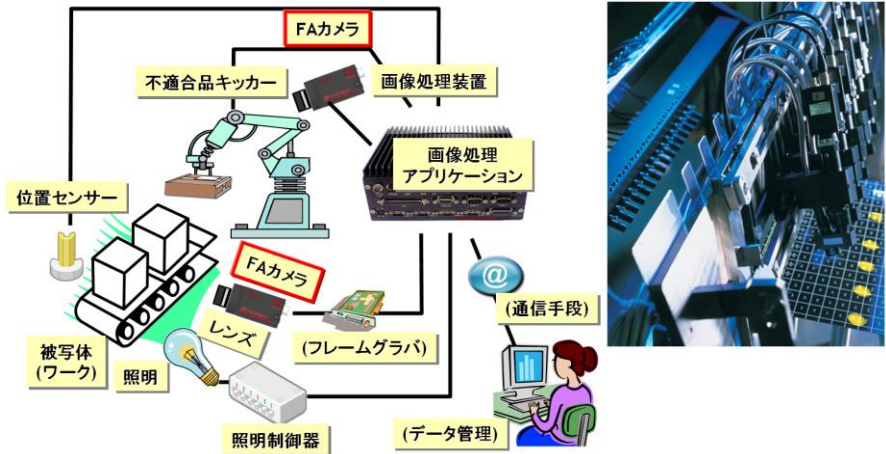 FAカメラ
不適合品キッカー
画像処理装置
画像処理
アプリケーション
位置センサー
FAカメラ
レンズ
(フレームグラバ)
@
(通信手段)
被写体
(ワーク)
照明
照明制御器
(データ管理)